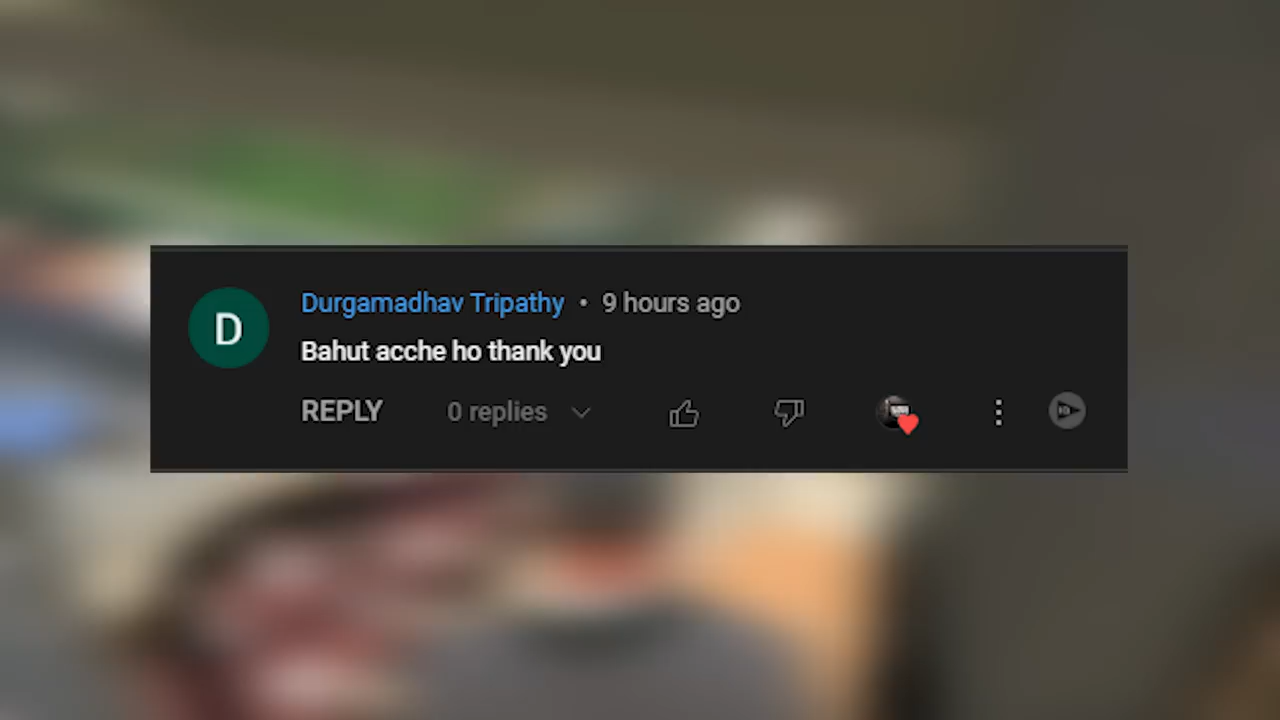 D
Durgamadhav Tripathy • 9 hours ago
Bahut acche ho thank you
REPLY 0 replies